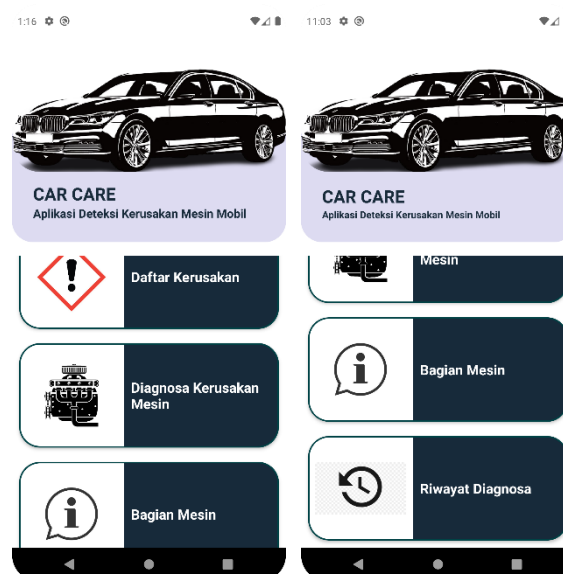 1:16
CAR CARE
Aplikasi Deteksi Kerusakan Mesin Mobil
Daftar Kerusakan
Diagnosa Kerusakan
Mesin
Bagian Mesin
11:03
CAR CARE
Aplikasi Deteksi Kerusakan Mesin Mobil
Mesin
Bagian Mesin
Riwayat Diagnosa